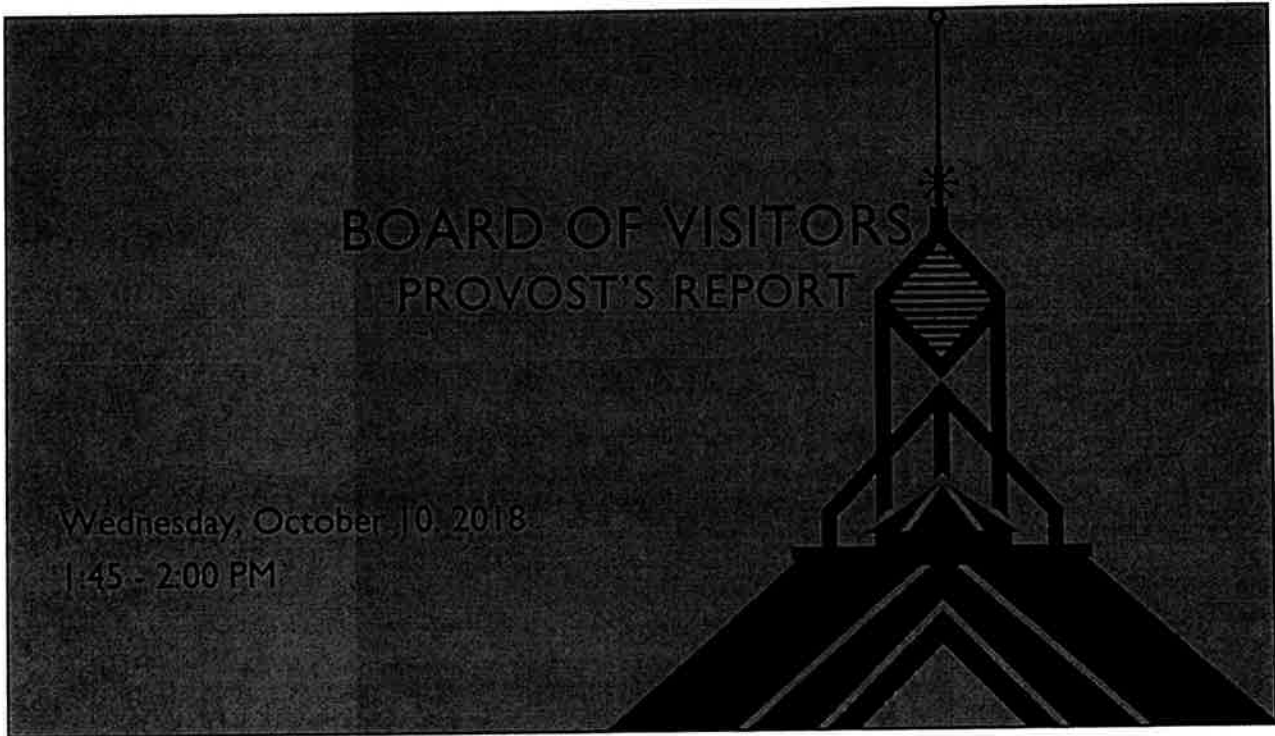 BOARD OF VISITORS
PROVOST'S REPORT
Wednesday, October 10, 2018
1:45 - 2:00 PM